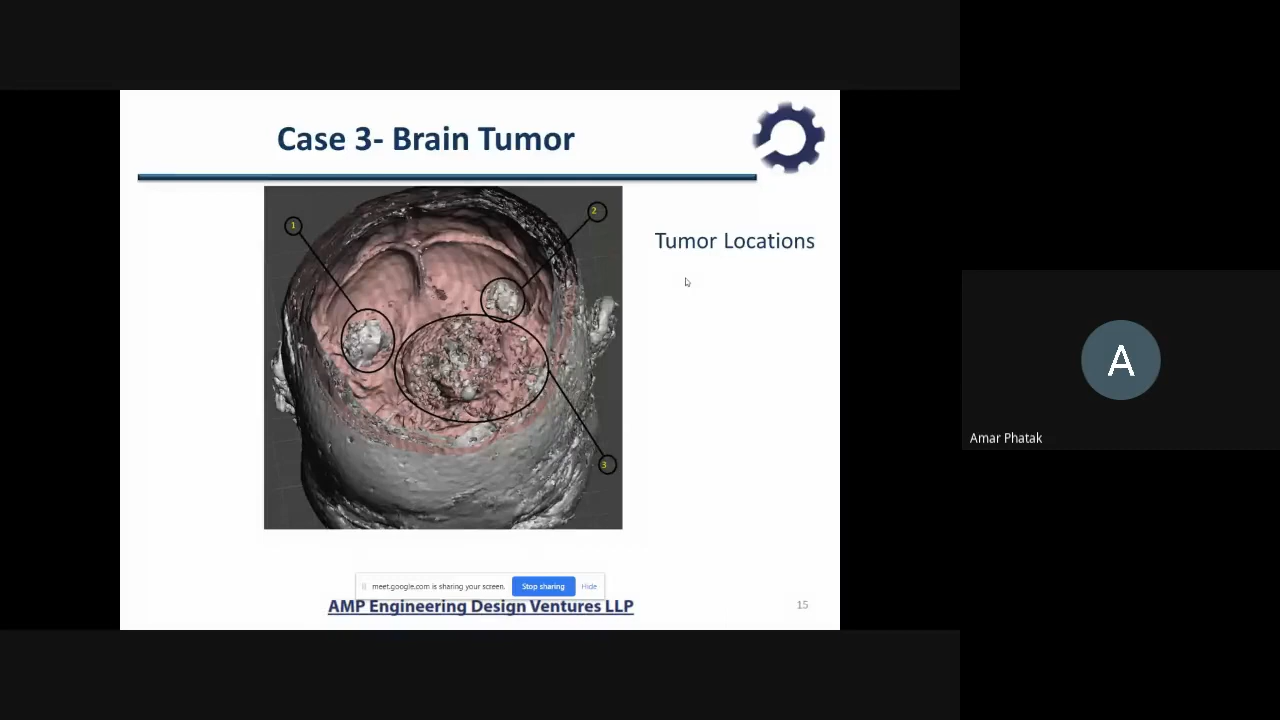 Case 3- Brain Tumor
1
2
Tumor Locations
3
A
Amar Phatak
meet.google.com is sharing your screen.
Stop sharing
Hide
AMP Engineering Design Ventures LLP
15